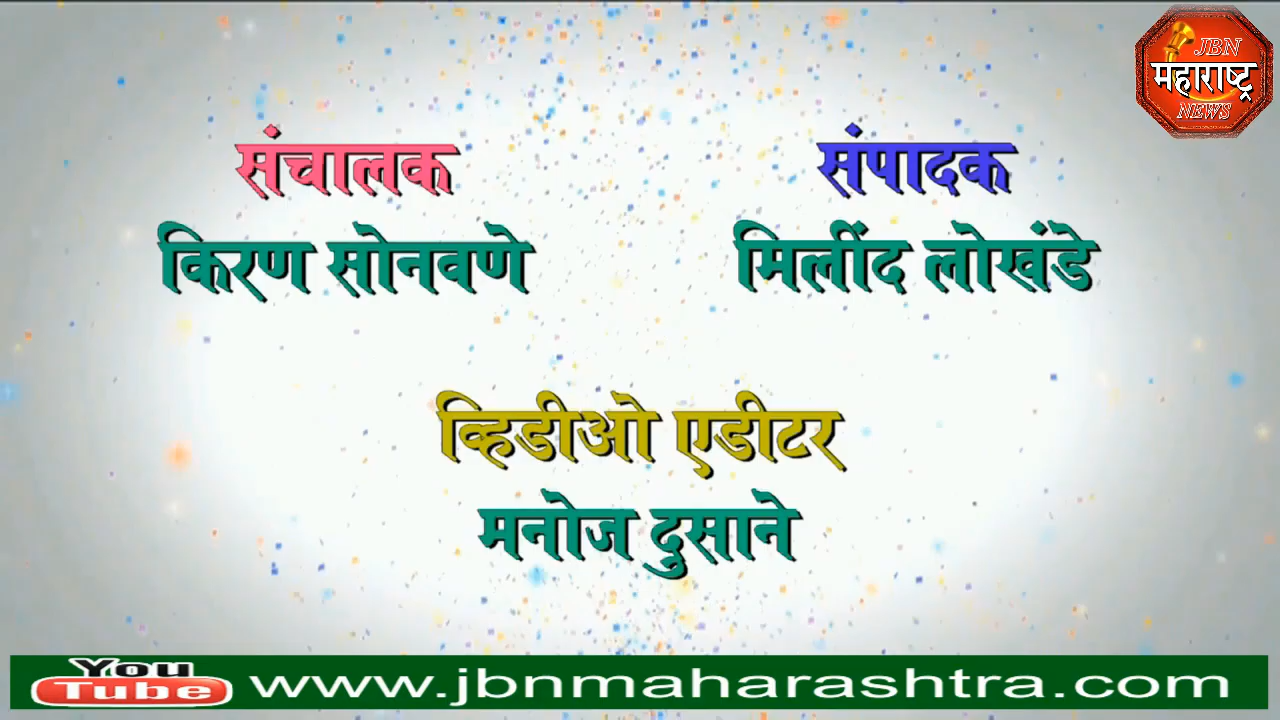 JBN
महाराष्ट्र
NEWS
संचालक
किरण सोनवणे
संपादक
मिलींद लोखंडे
व्हिडीओ एडीटर
मनोज दुसाने
You
Tube
www.jbnmaharashtra.com